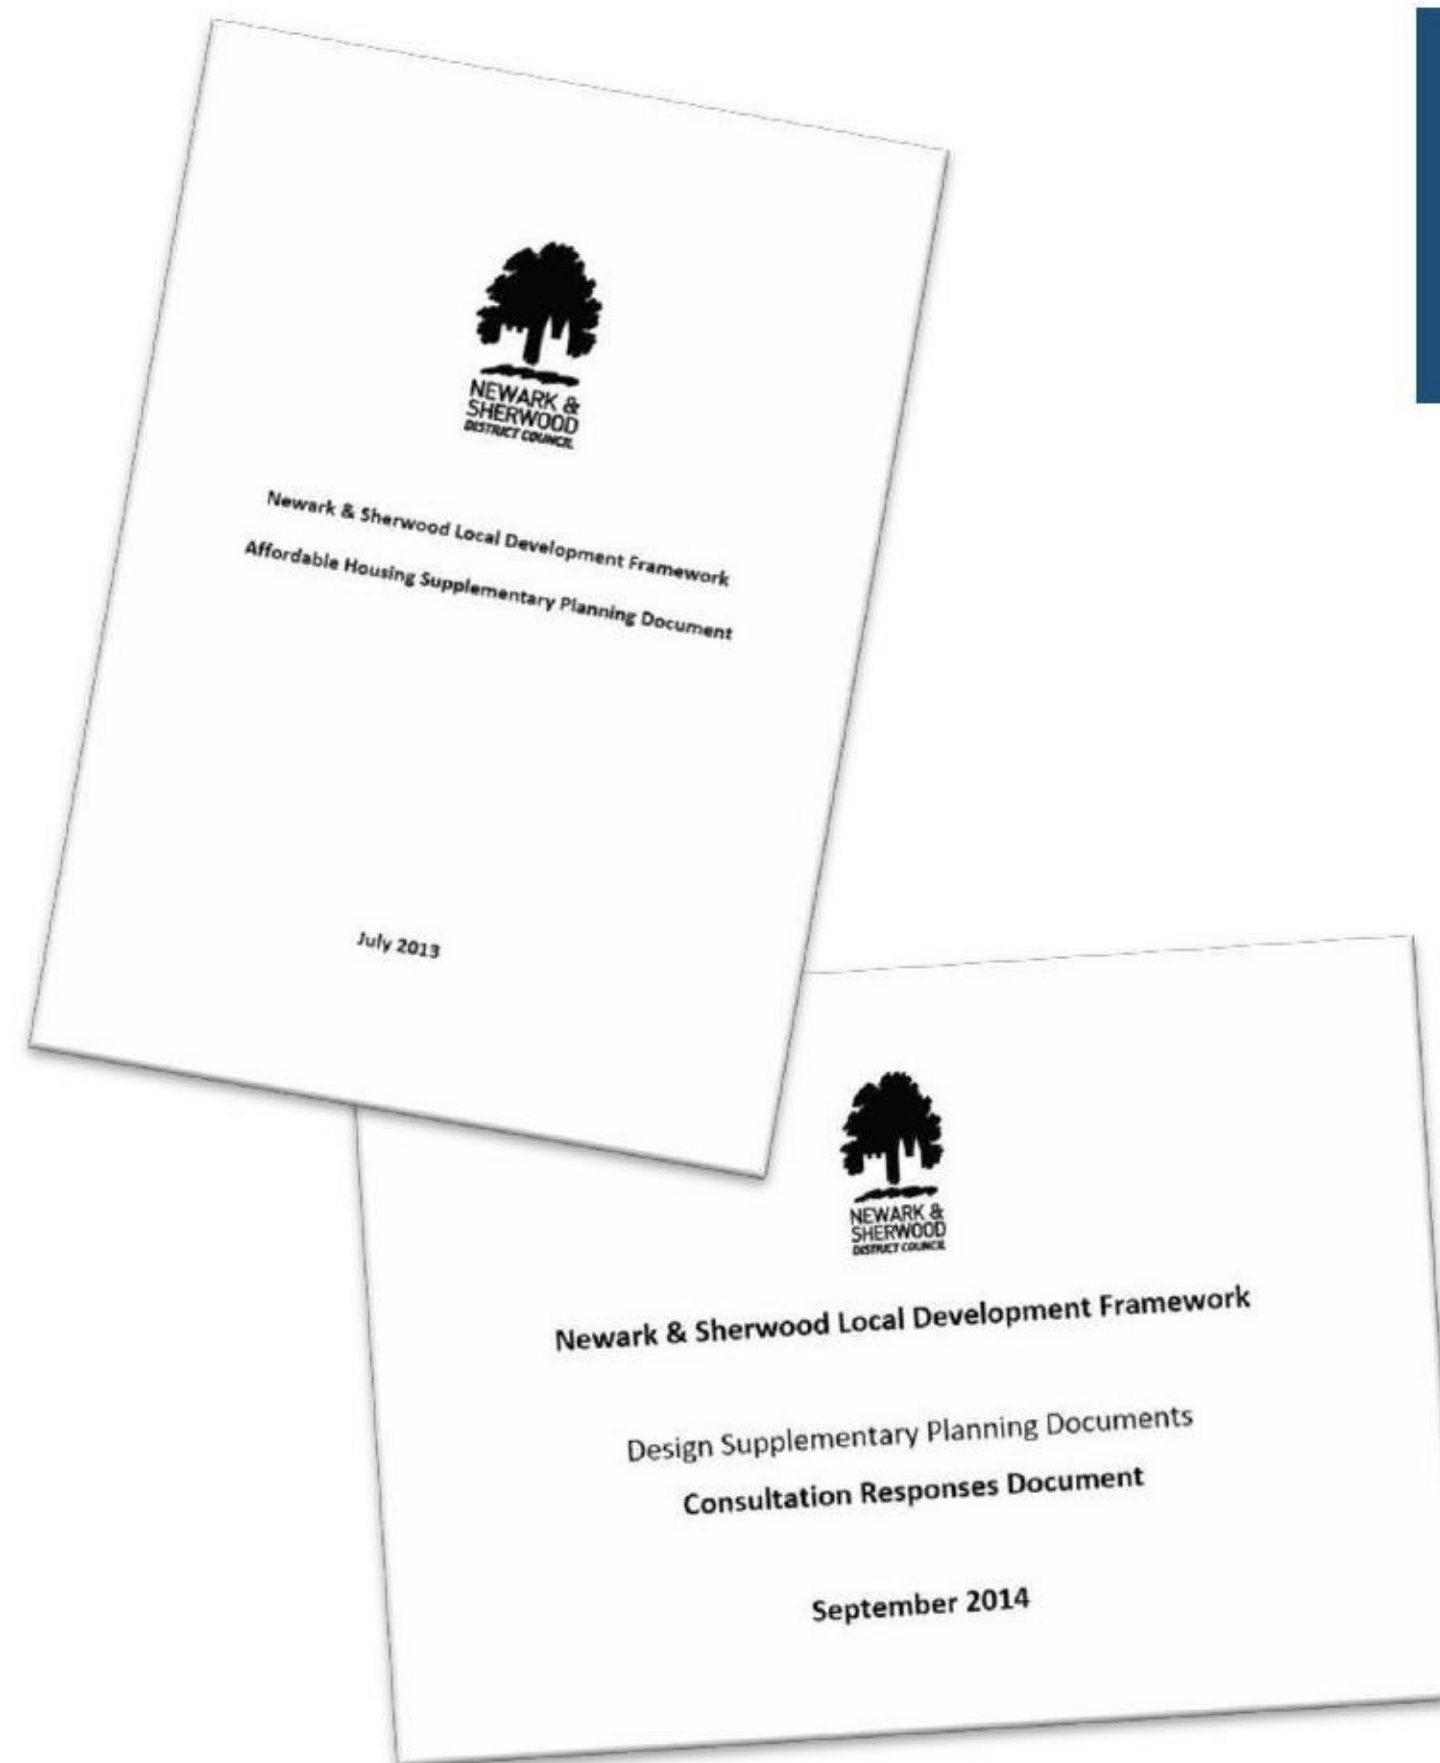 NEWARK &
SHERWOOD
DISTRICT COUNCIL
Newark & Sherwood Local Development Framework
Affordable Housing Supplementary Planning Document
July 2013
NEWARK &
SHERWOOD
DISTRICT COUNCIL
Newark & Sherwood Local Development Framework
Design Supplementary Planning Documents
Consultation Responses Document
September 2014